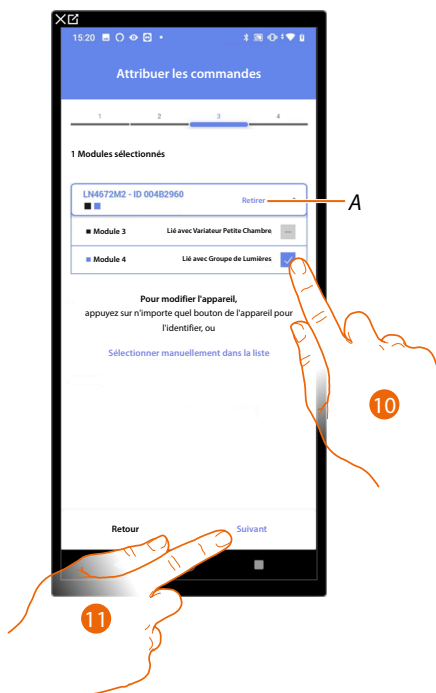 15:20
Attribuer les commandes
1 2 3 4
1 Modules sélectionnés
LN4672M2 - ID 004B2960
Retirer
A
Module 3 Lié avec Variateur Petite Chambre
Module 4 Lié avec Groupe de Lumières
Pour modifier l'appareil,
appuyez sur n'importe quel bouton de l'appareil pour
l'identifier, ou
Sélectionner manuellement dans la liste
10
Retour Suivant
11